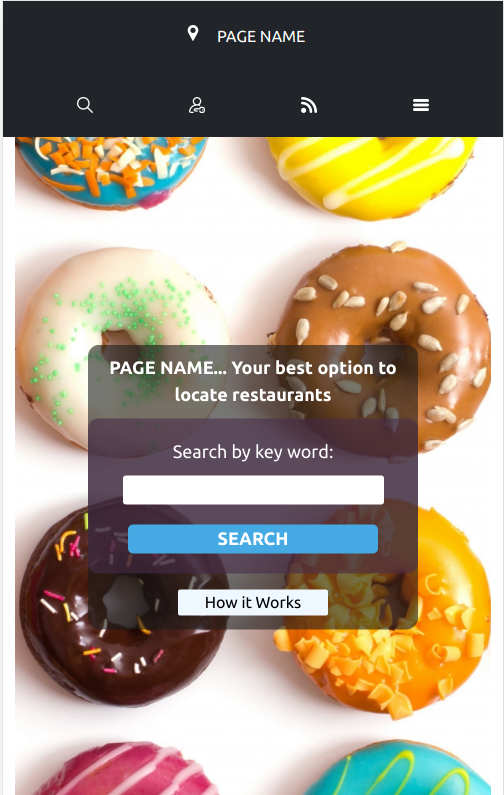 PAGE NAME
PAGE NAME... Your best option to
locate restaurants
Search by key word:
SEARCH
How it Works